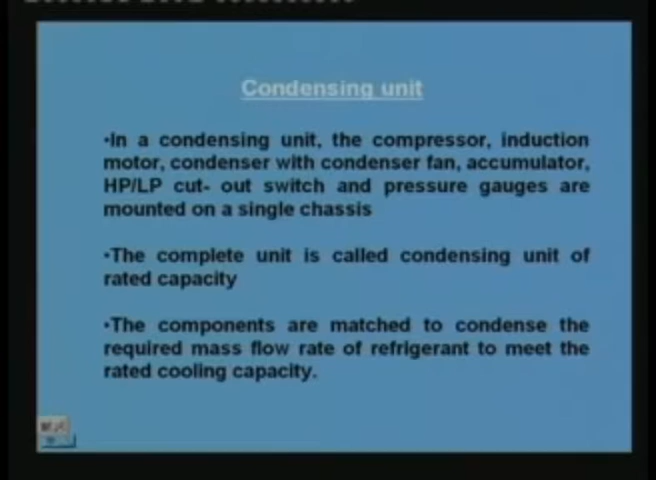 Condensing unit
•In a condensing unit, the compressor, induction
motor, condenser with condenser fan, accumulator,
HP/LP cut- out switch and pressure gauges are
mounted on a single chassis
•The complete unit is called condensing unit of
rated capacity
•The components are matched to condense the
required mass flow rate of refrigerant to meet the
rated cooling capacity.